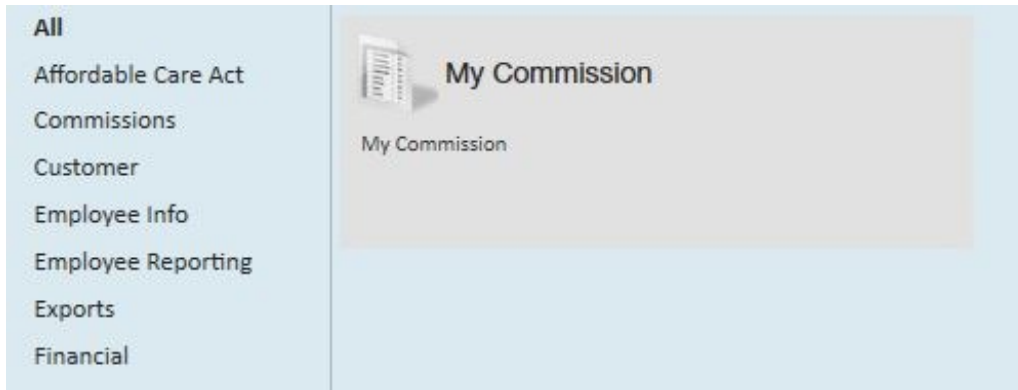 All
Affordable Care Act
Commissions
Customer
Employee Info
Employee Reporting
Exports
Financial
My Commission
My Commission